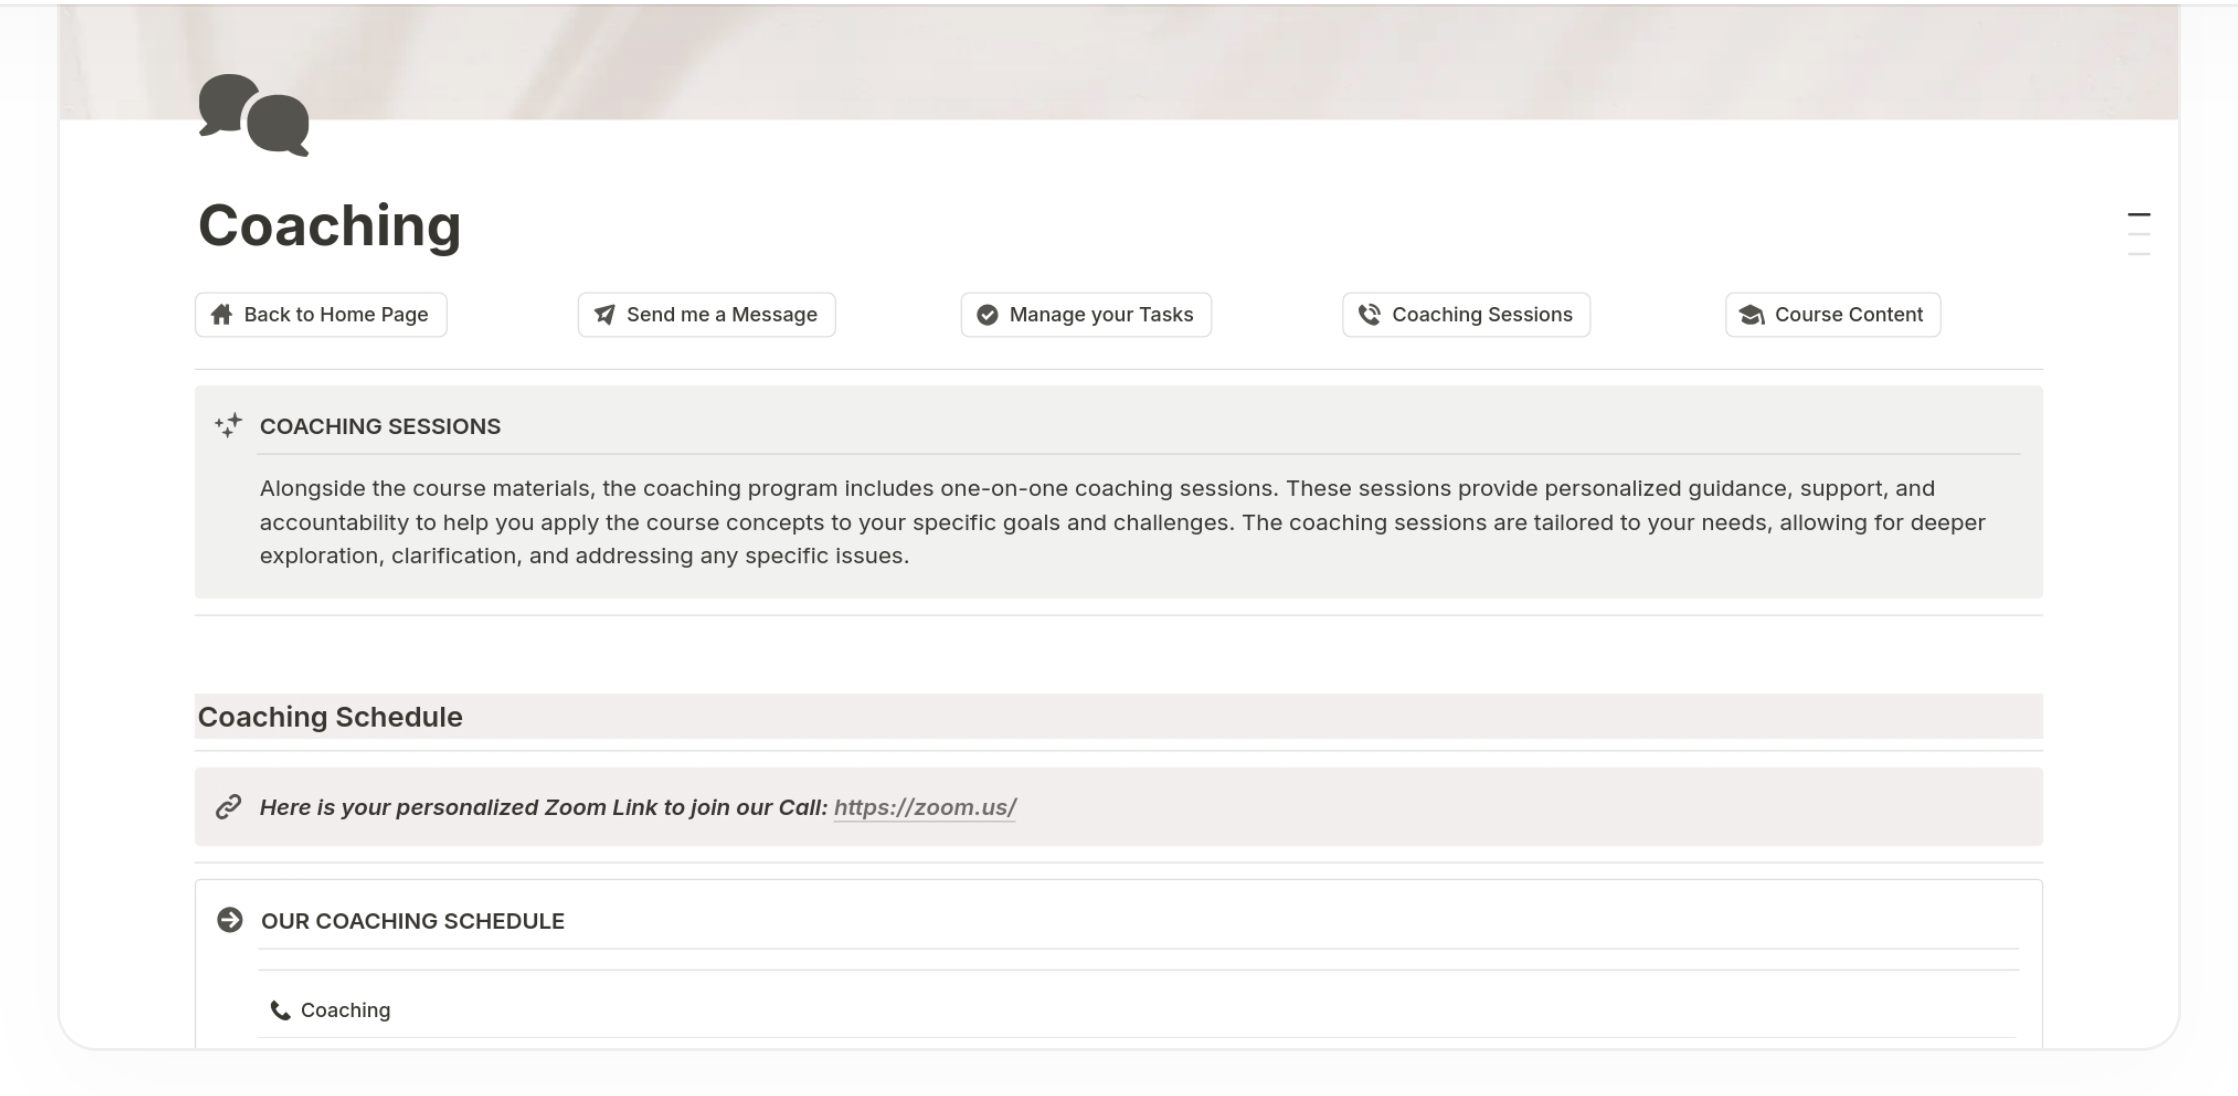 Coaching
Back to Home Page
Send me a Message
Manage your Tasks
Coaching Sessions
Course Content
COACHING SESSIONS
Alongside the course materials, the coaching program includes one-on-one coaching sessions. These sessions provide personalized guidance, support, and
accountability to help you apply the course concepts to your specific goals and challenges. The coaching sessions are tailored to your needs, allowing for deeper
exploration, clarification, and addressing any specific issues.
Coaching Schedule
Here is your personalized Zoom Link to join our Call: https://zoom.us/
OUR COACHING SCHEDULE
Coaching